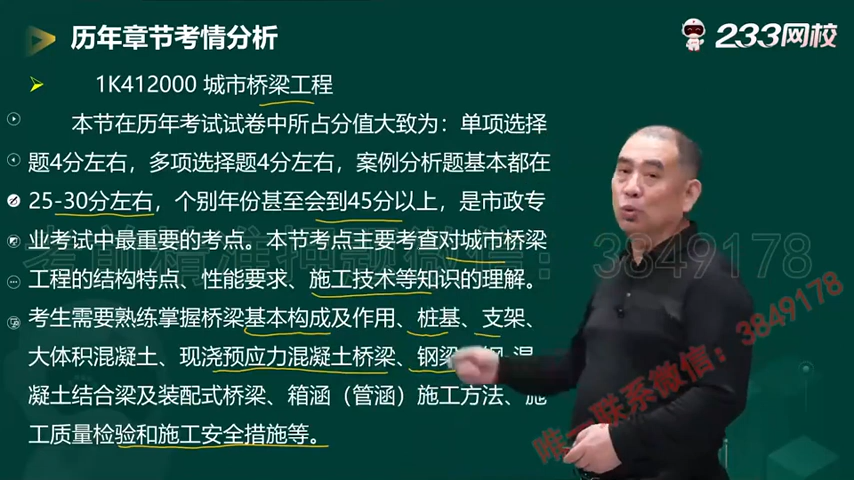 历年章节考情分析
233网校
1K412000 城市桥梁工程
本节在历年考试试卷中所占分值大致为：单项选择
题4分左右，多项选择题4分左右，案例分析题基本都在
25-30分左右，个别年份甚至会到45分以上，是市政专
业考试中最重要的考点。本节考点主要考查对城市桥梁
工程的结构特点、性能要求、施工技术等知识的理解。
考生需要熟练掌握桥梁基本构成及作用、桩基、支架、
大体积混凝土、现浇预应力混凝土桥梁、钢梁
凝土结合梁及装配式桥梁、箱涵（管涵）施工方法、施
工质量检验和施工安全措施等。
考前精准押题微信：3849178
唯一联系微信：3849178